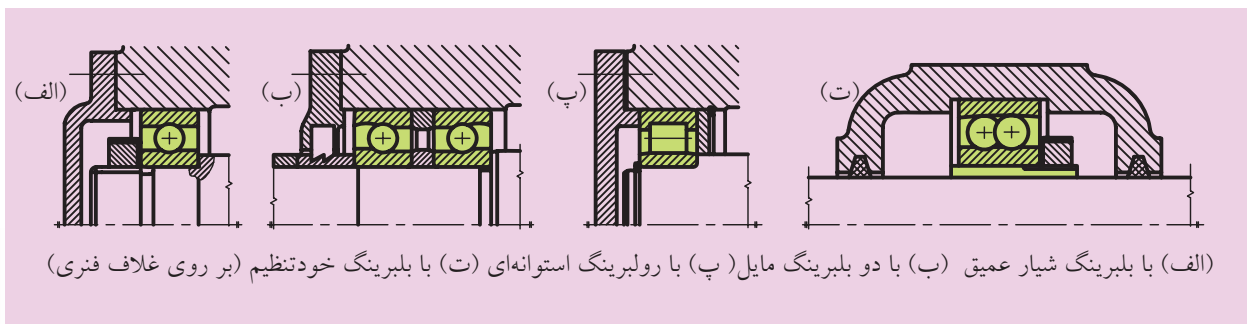 (ت) (پ) (ب) (الف)
(الف) با بلبرینگ شیار عمیق (ب) با دو بلبرینگ مایل( پ) با رولبرینگ استوانه‌ای (ت) با بلبرینگ خودتنظیم (بر روی غلاف فنری)